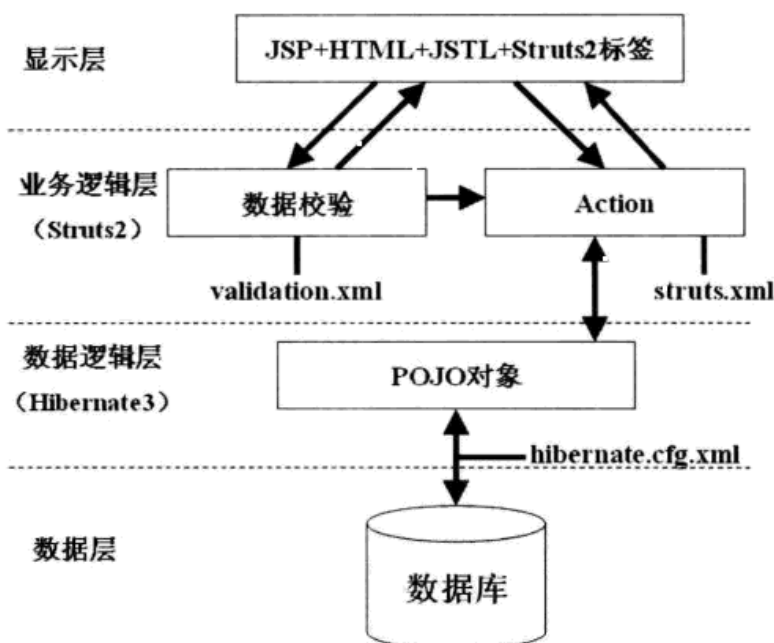 JSP+HTML+JSTL+Struts2标签
显示层
业务逻辑层
（Struts2）
数据校验
Action
validation.xml
struts.xml
数据逻辑层
（Hibernate3）
POJO对象
hibernate.cfg.xml
数据层
数据库